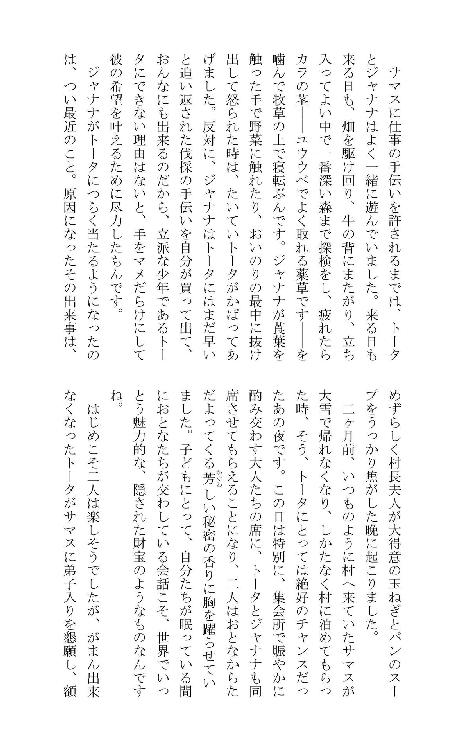 サマスに仕事の手伝いを許されるまでは、トータ
とジャナナはよく一緒に遊んでいました。来る日も
来る日も、畑を駆け回り、牛の背にまたがり、立ち
入ってよい中で一番深い森まで探検をし、疲れたら
カラの茎――ユウウベでよく取れる薬草です――を
噛んで牧草の上で寝転ぶんです。ジャナナが莨葉を
触った手で野菜に触れたり、おいのりの最中に抜け
出して怒られた時は、たいていトータがかばってあ
げました。反対に、ジャナナはトータにはまだ早い
と追い返された伐採の手伝いを自分が買って出て、
おんなにも出来るのだから、立派な少年であるトー
タにできない理由はないと、手をマメだらけにして
彼の希望を叶えるために尽力したもんです。
　ジャナナがトータにつらく当たるようになったの
は、つい最近のこと。原因になったその出来事は、
めずらしく村長夫人が大得意の玉ねぎとパンのスー
プをうっかり焦がした晩に起こりました。
　二ヶ月前、いつものように村へ来ていたサマスが
大雪で帰れなくなり、しかたなく村に泊めてもらっ
た時、そう、トータにとっては絶好のチャンスだっ
たあの夜です。この日は特別に、集会所で賑やかに
酌み交わす大人たちの席に、トータとジャナナも同
席させてもらえることになり、二人はおとなからた
だよってくる芳しい秘密の香りに胸を躍らせてい
ました。子どもにとって、自分たちが眠っている間
におとなたちが交わしている会話こそ、世界でいっ
とう魅力的な、隠された財宝のようなものなんです
ね。
　はじめこそ二人は楽しそうでしたが、がまん出来
なくなったトータがサマスに弟子入りを懇願し、額